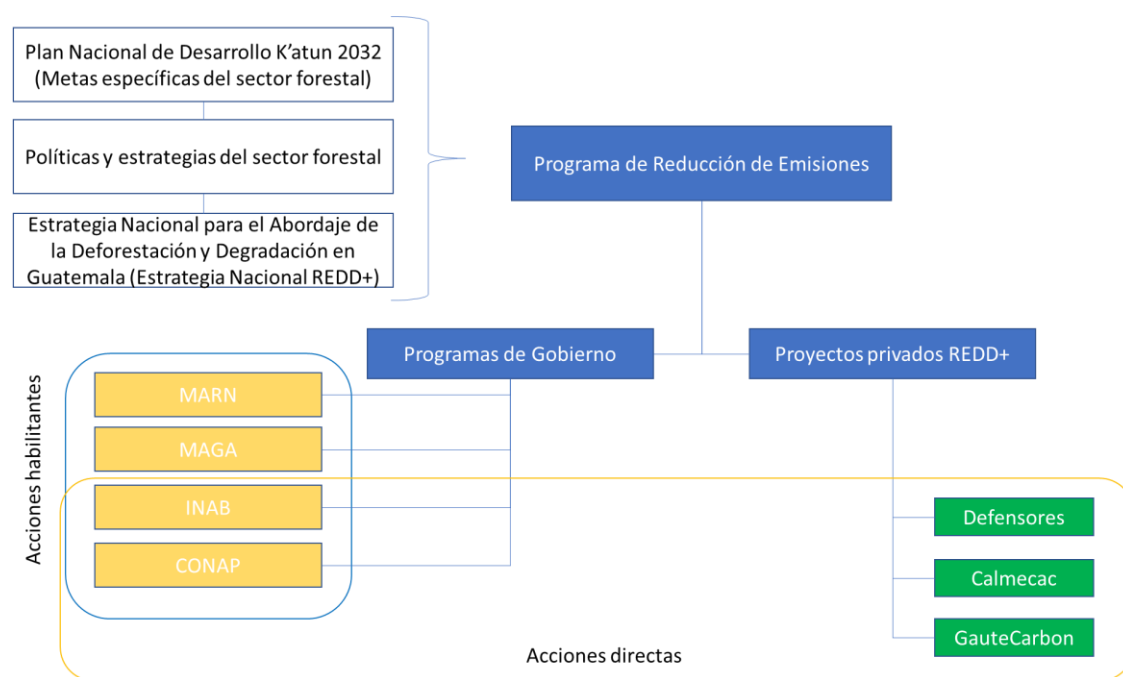 Plan Nacional de Desarrollo K'atun 2032
(Metas específicas del sector forestal)
Políticas y estrategias del sector forestal
Estrategia Nacional para el Abordaje de
la Deforestación y Degradación en
Guatemala (Estrategia Nacional REDD+)
Programa de Reducción de Emisiones
Programas de Gobierno
Proyectos privados REDD+
Acciones habilitantes
MARN
MAGA
INAB
CONAP
Defensores
Calmecac
GauteCarbon
Acciones directas